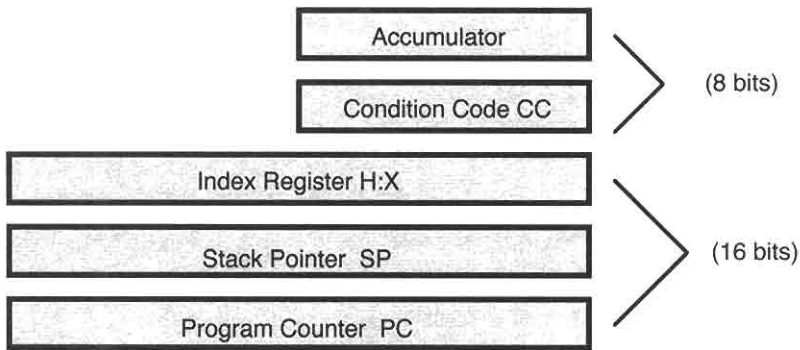 Accumulator
(8 bits)
Condition Code CC
Index Register H:X
Stack Pointer SP
(16 bits)
Program Counter PC